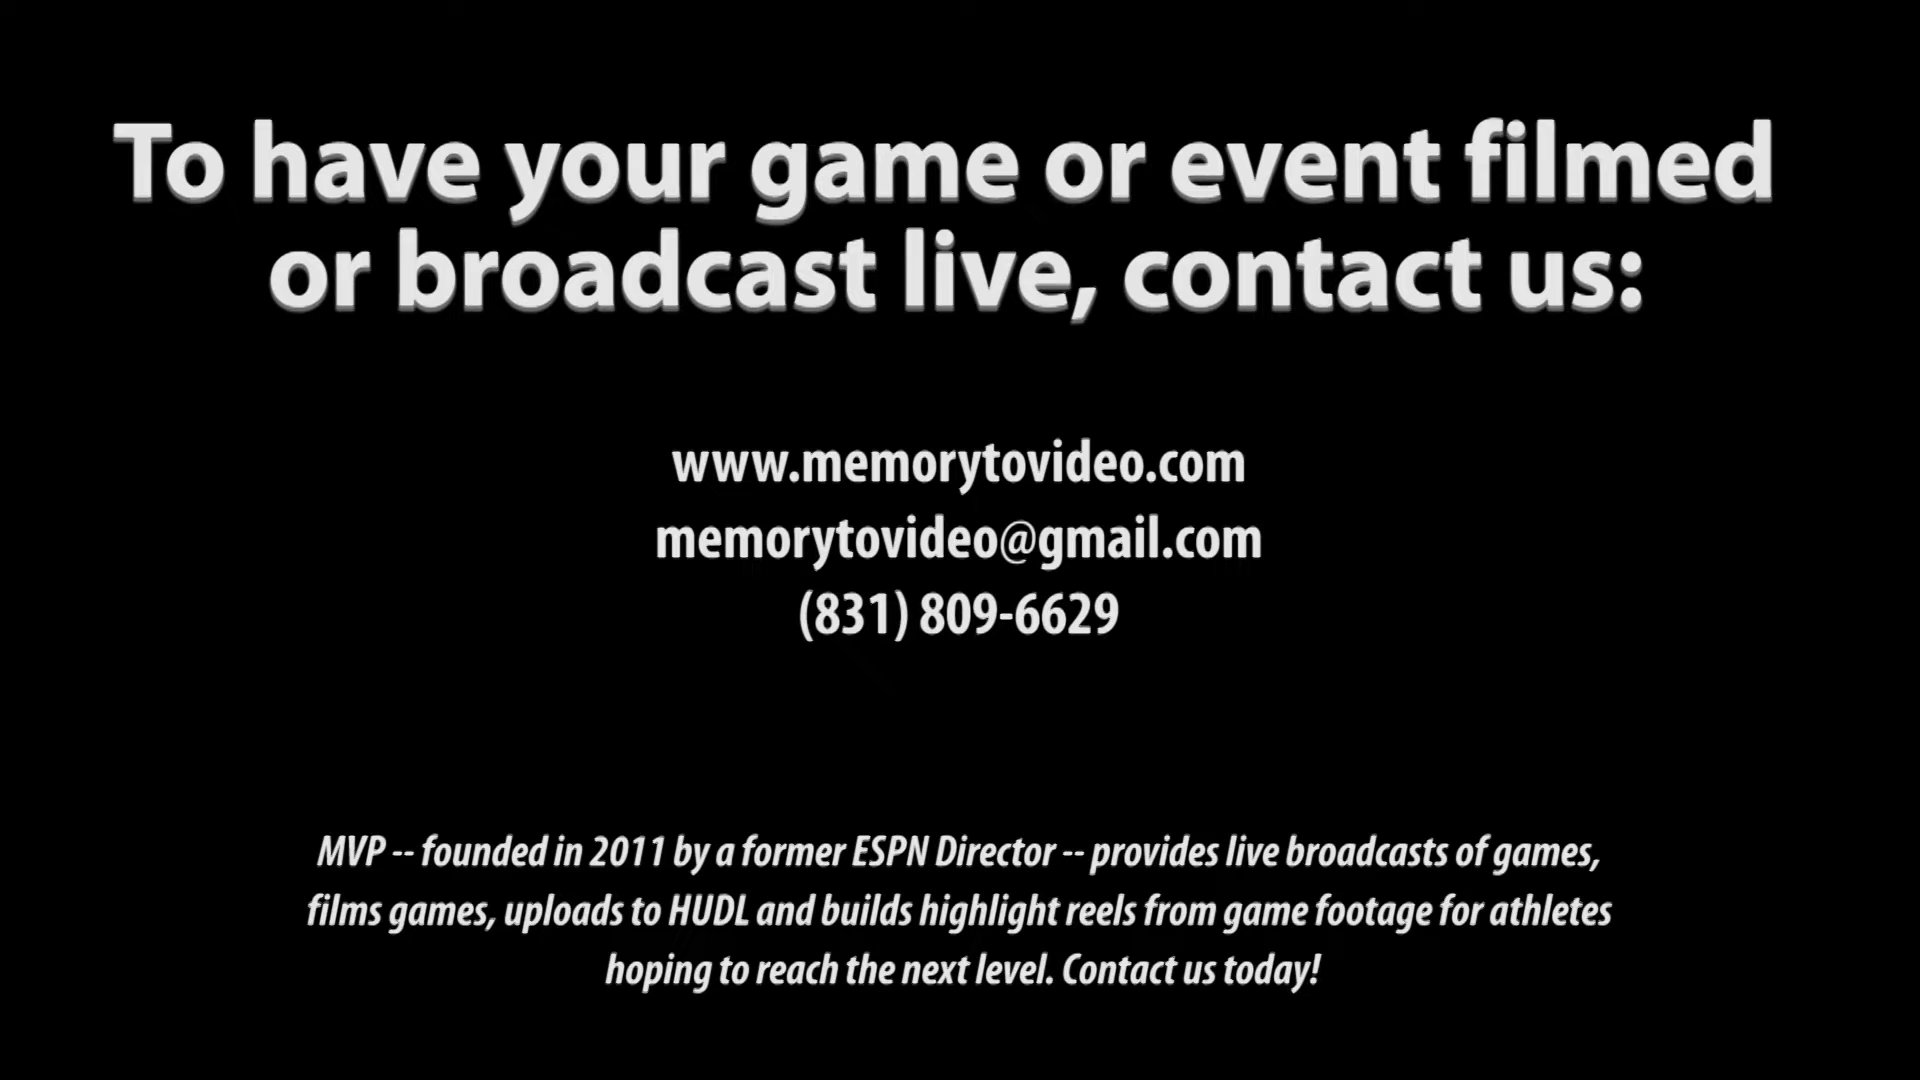 To have your game or event filmed
or broadcast live, contact us:
www.memorytovideo.com
memorytovideo@gmail.com
(831) 809-6629
MVP -- founded in 2011 by a former ESPN Director -- provides live broadcasts of games,
films games, uploads to HUDL and builds highlight reels from game footage for athletes
hoping to reach the next level. Contact us today!